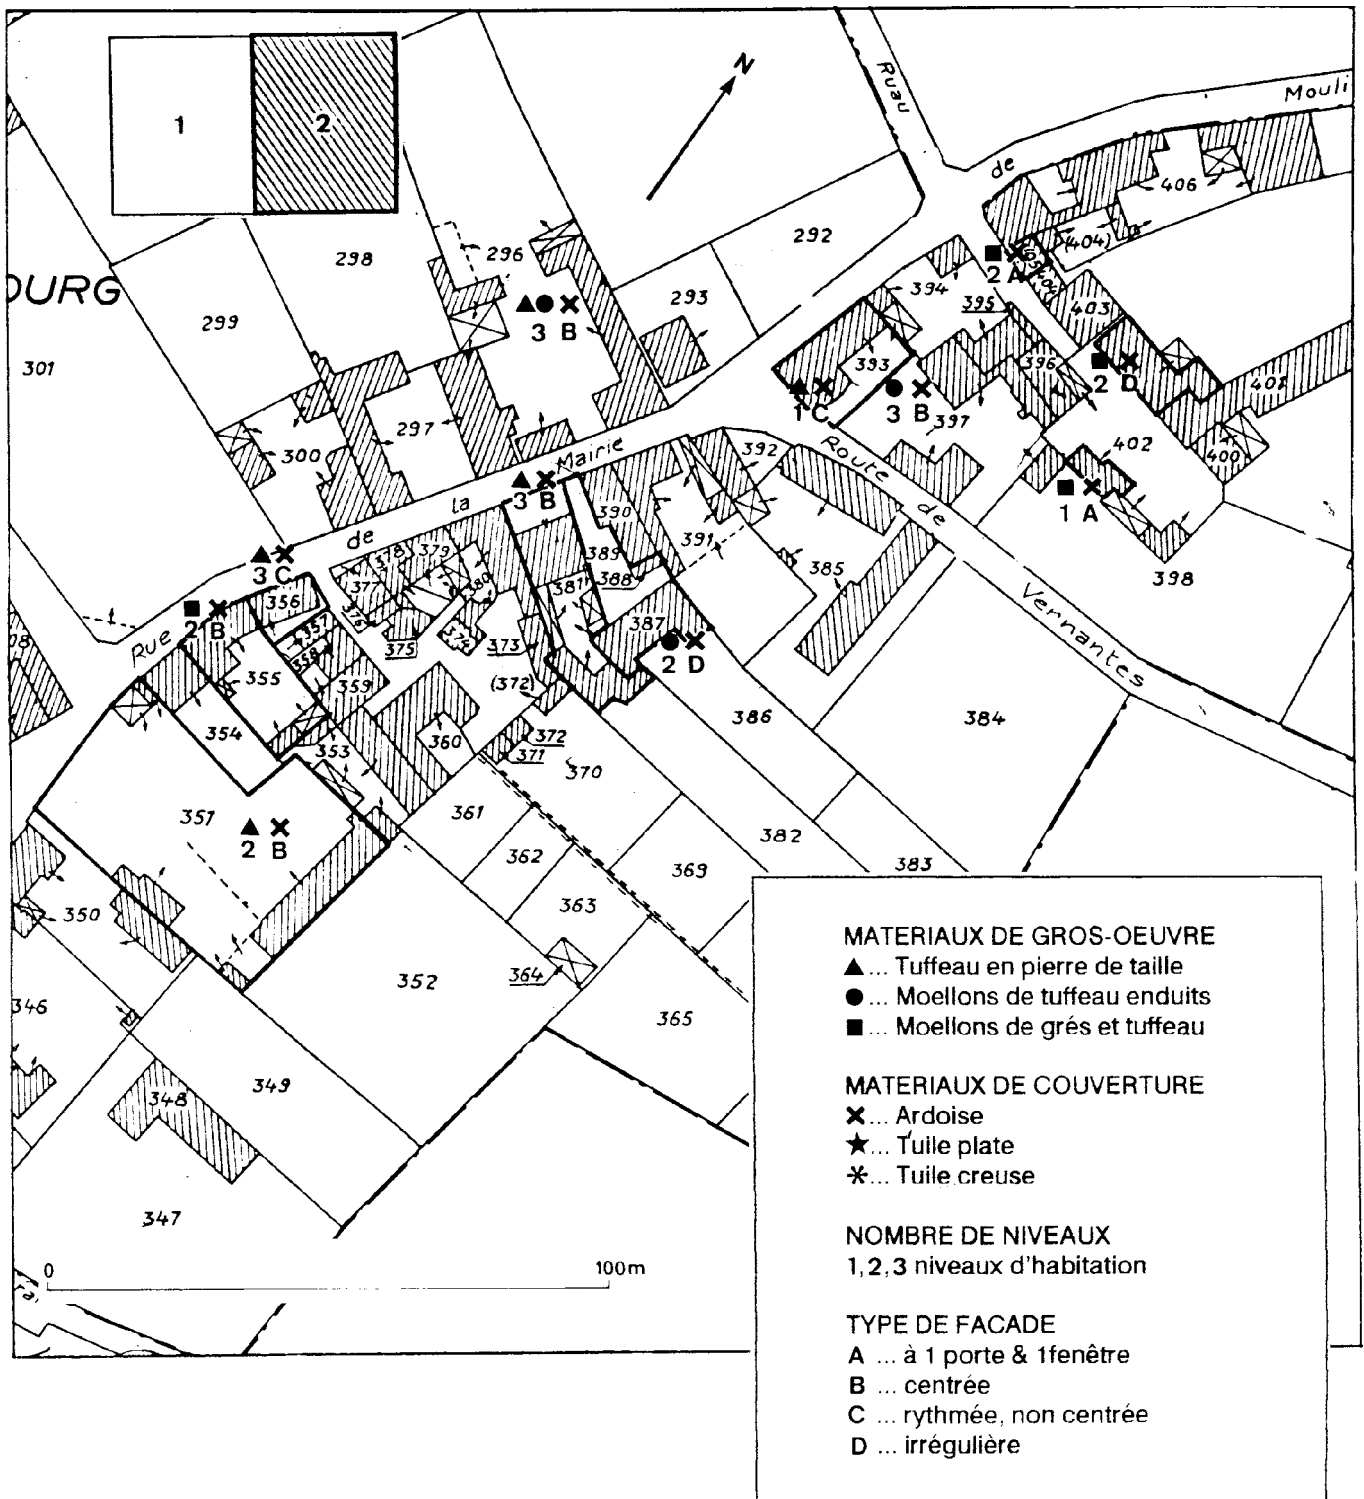 1
2
N
Ruau
de
Mouli
OURG
298
296
292
293
299
301
300
297
394
395
393
396
397
406
(404)
405
404
403
401
402
400
398
2 A
2 D
1 A
3 B
1 C
3 B
3 B
3 C
2 B
2 D
2 B
Rue
de
la
Mairie
Route
de
Vernantes
392
391
390
389
388
387
387
385
386
384
382
383
379
378
377
376
375
380
374
373
(372)
372
371
370
369
356
357
358
355
359
354
353
360
361
362
363
364
365
351
350
352
346
349
348
347
308
0
100m
MATERIAUX DE GROS-OEUVRE
▲ ... Tuffeau en pierre de taille
● ... Moellons de tuffeau enduits
■ ... Moellons de grés et tuffeau
MATERIAUX DE COUVERTURE
✕ ... Ardoise
★ ... Tuile plate
✶ ... Tuile creuse
NOMBRE DE NIVEAUX
1,2,3 niveaux d'habitation
TYPE DE FACADE
A ... à 1 porte & 1fenêtre
B ... centrée
C ... rythmée, non centrée
D ... irrégulière